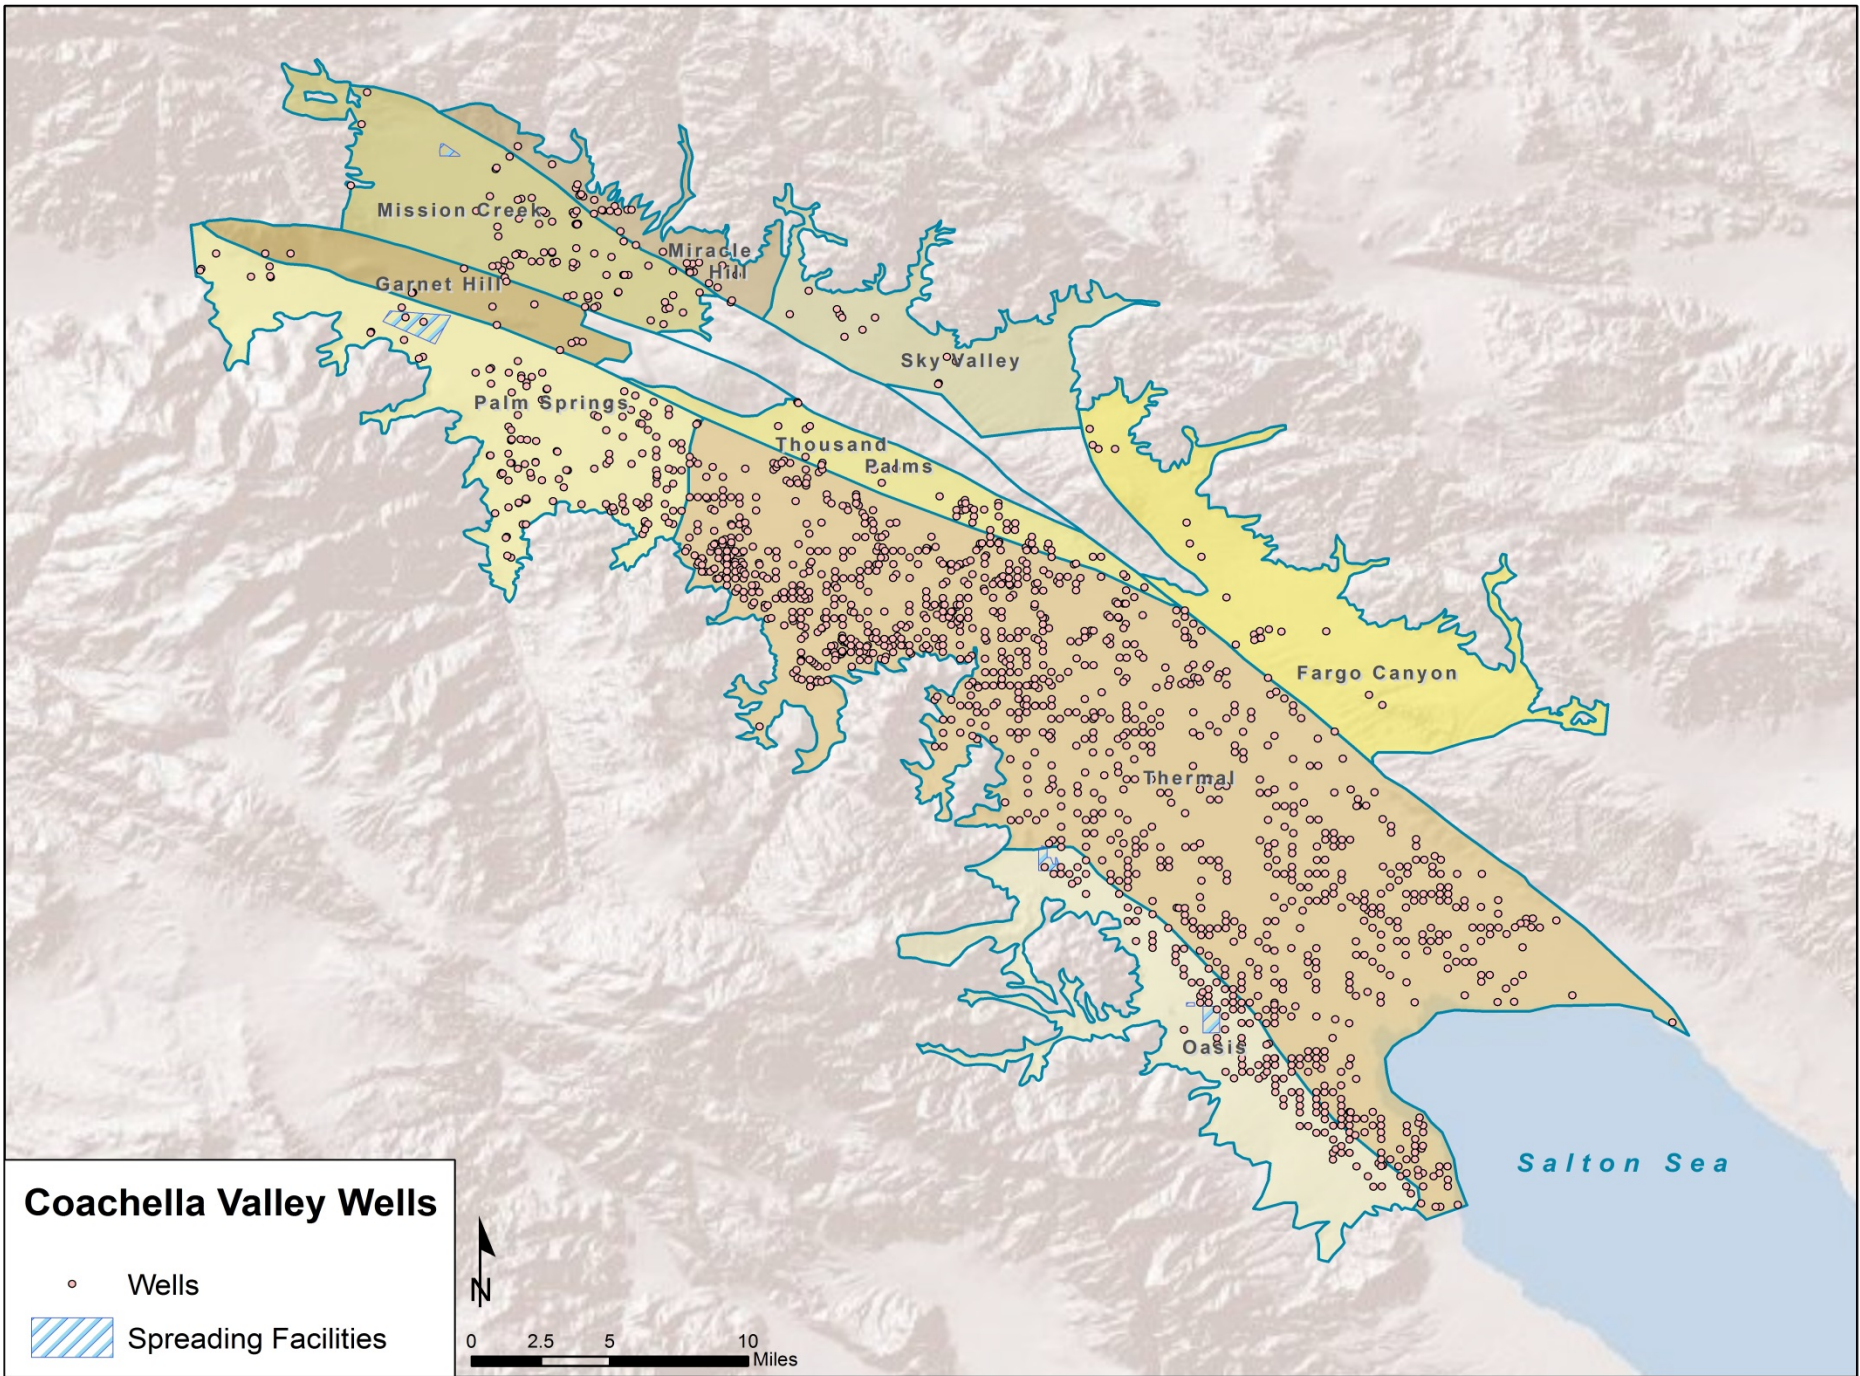 Mission Creek
Miracle
Hill
Garnet Hill
Sky Valley
Palm Springs
Thousand
Palms
Fargo Canyon
Thermal
Oasis
Salton Sea
Coachella Valley Wells
Wells
Spreading Facilities
N
0 2.5 5 10
Miles